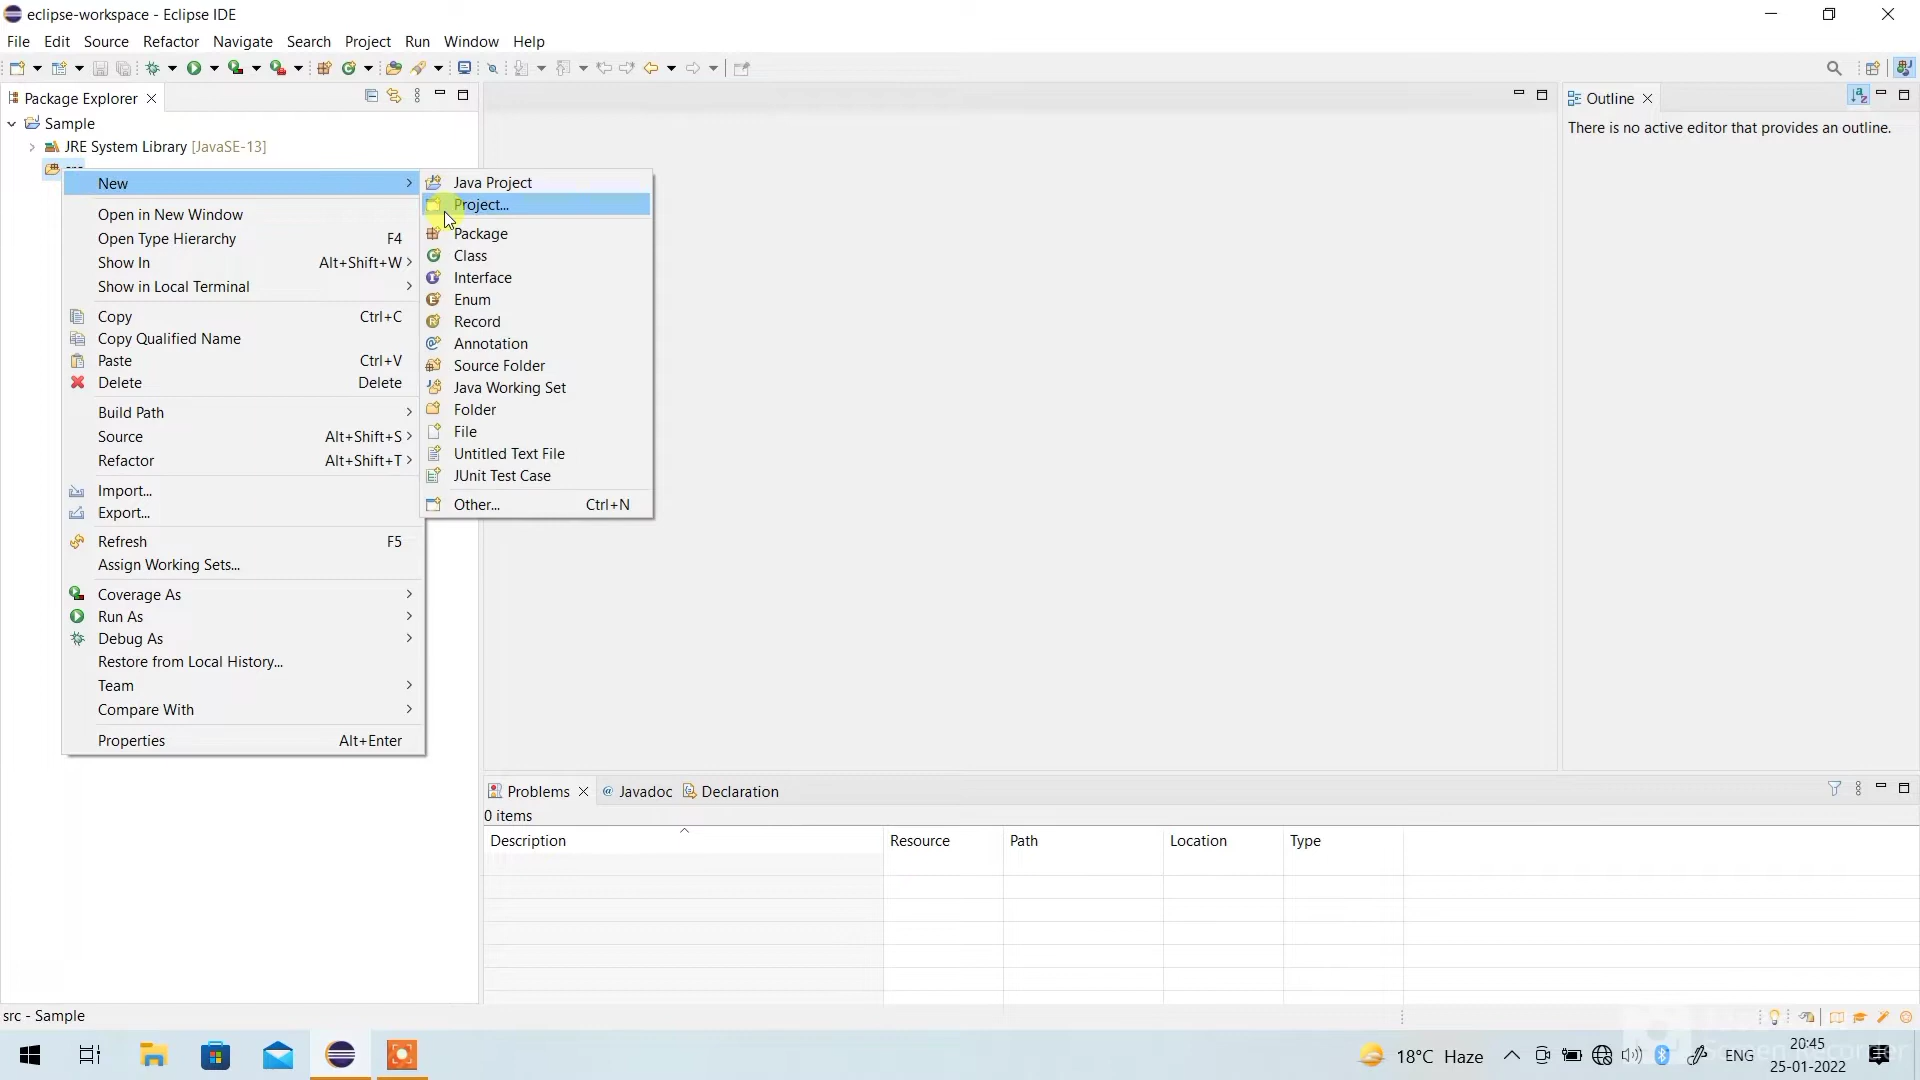 eclipse-workspace - Eclipse IDE
File Edit Source Refactor Navigate Search Project Run Window Help
Package Explorer
Sample
JRE System Library [JavaSE-13]
New
Open in New Window
Open Type Hierarchy F4
Show In Alt+Shift+W
Show in Local Terminal
Copy Ctrl+C
Copy Qualified Name
Paste Ctrl+V
Delete Delete
Build Path
Source Alt+Shift+S
Refactor Alt+Shift+T
Import...
Export...
Refresh F5
Assign Working Sets...
Coverage As
Run As
Debug As
Restore from Local History...
Team
Compare With
Properties Alt+Enter
Java Project
Project...
Package
Class
Interface
Enum
Record
Annotation
Source Folder
Java Working Set
Folder
File
Untitled Text File
JUnit Test Case
Other... Ctrl+N
Outline
There is no active editor that provides an outline.
Problems Javadoc Declaration
0 items
Description Resource Path Location Type
src - Sample
18°C Haze ENG 20:45
25-01-2022